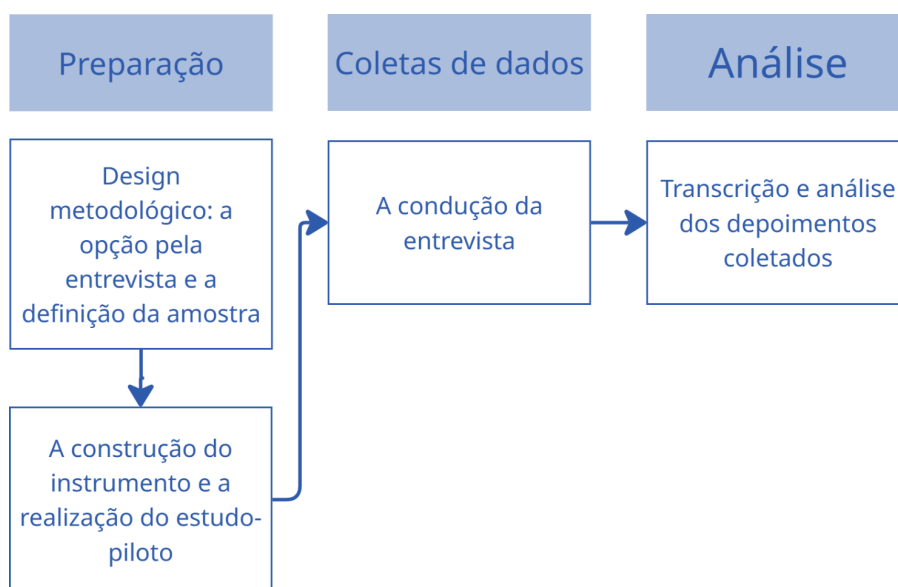 Preparação
Coletas de dados
Análise
Design
metodológico: a
opção pela
entrevista e a
definição da amostra
A construção do
instrumento e a
realização do estudo-
piloto
A condução da
entrevista
Transcrição e análise
dos depoimentos
coletados